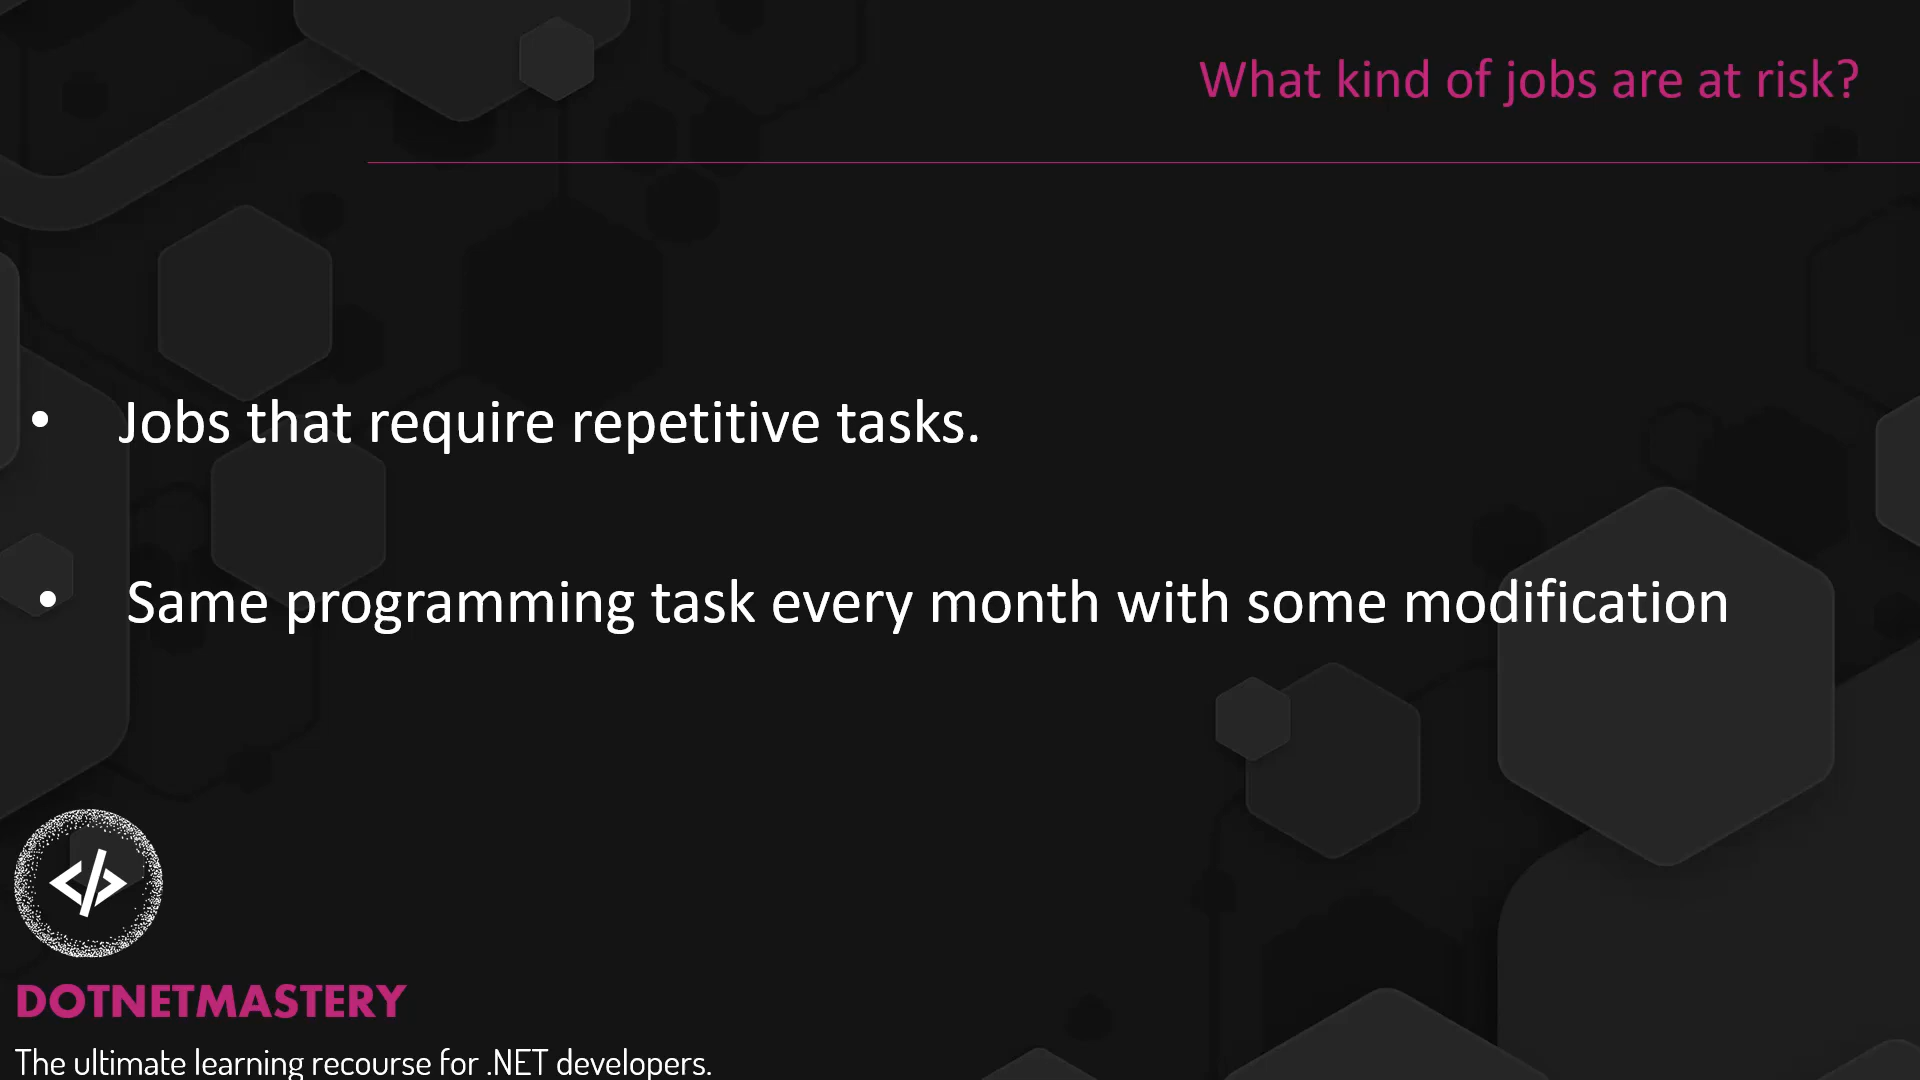 What kind of jobs are at risk?
• Jobs that require repetitive tasks.
• Same programming task every month with some modification
</>
DOTNETMASTERY
The ultimate learning recourse for .NET developers.